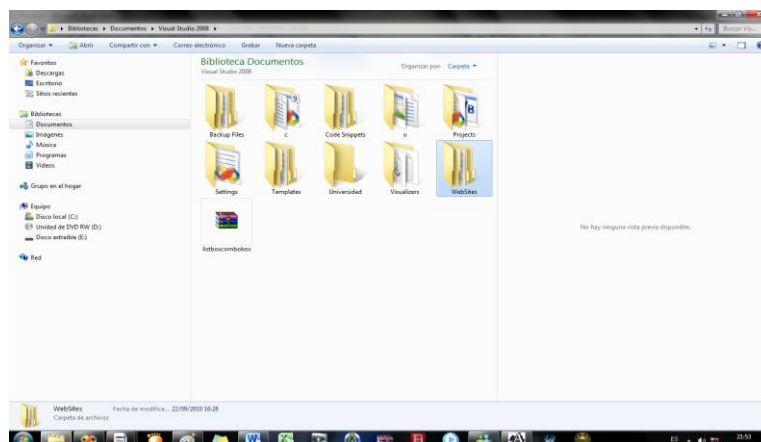 Bibliotecas ▸ Documentos ▸ Visual Studio 2008 ▸
Organizar Abrir Compartir con Correo electrónico Grabar Nueva carpeta
Favoritos
Descargas
Escritorio
Sitios recientes
Bibliotecas
Documentos
Imágenes
Música
Programas
Vídeos
Grupo en el hogar
Equipo
Disco local (C:)
Unidad de DVD RW (D:)
Disco extraíble (E:)
Red
Biblioteca Documentos
Visual Studio 2008
Organizar por: Carpeta
Backup Files
c
Code Snippets
o
Projects
Settings
Templates
Universidad
Visualizers
WebSites
listboxcombobox
No hay ninguna vista previa disponible.
WebSites Fecha de modifica... 22/09/2010 16:28
Carpeta de archivos
ES
21:53